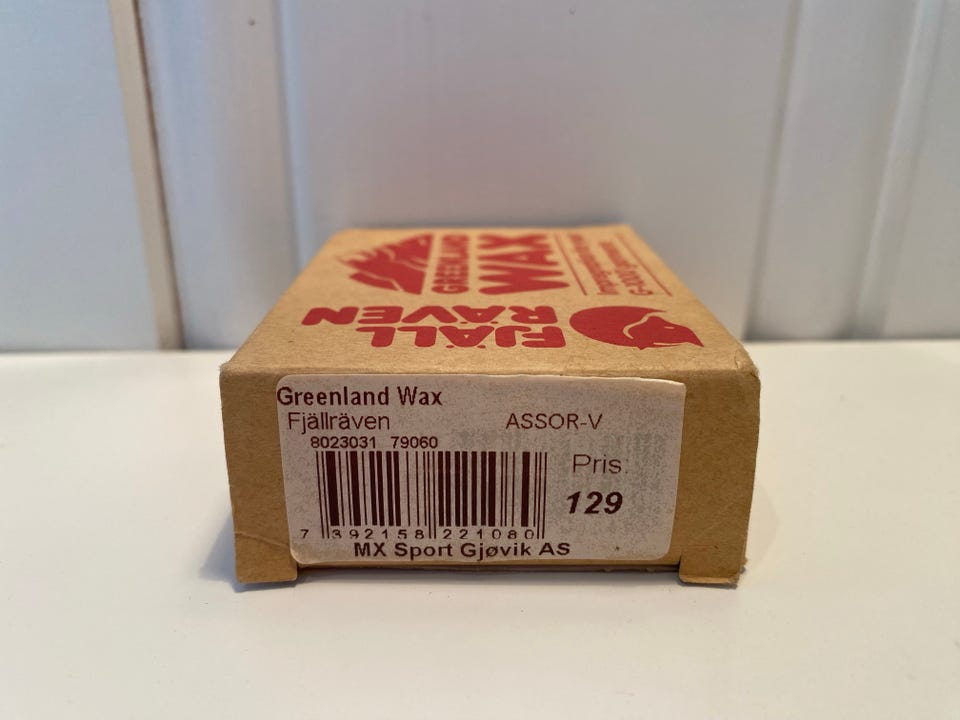 GREENLAND
WAX
FJÄLL
RÄVEN
Greenland Wax
Fjällräven ASSOR-V
8023031 79060
Pris:
129
7 392158 221080
MX Sport Gjøvik AS